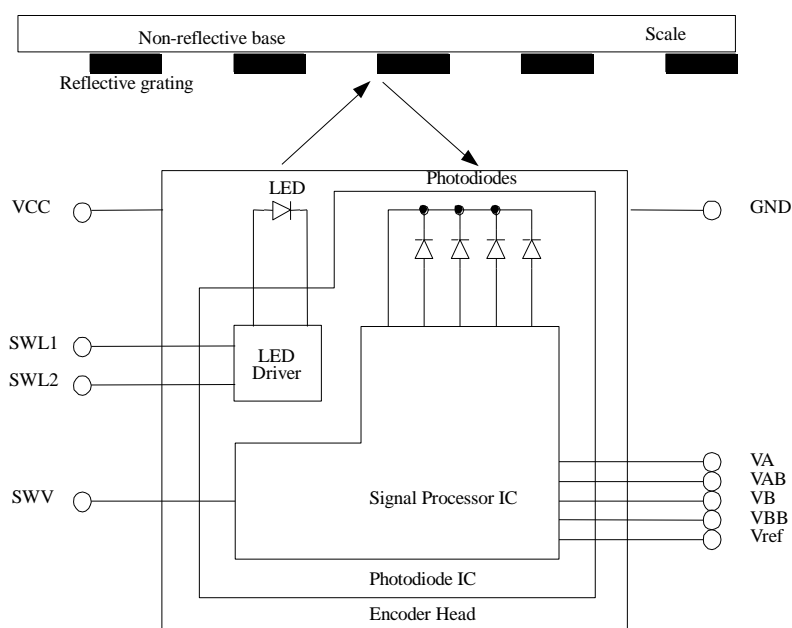 Non-reflective base
Scale
Reflective grating
Photodiodes
LED
VCC
GND
SWL1
LED
Driver
SWL2
VA
VAB
SWV
Signal Processor IC
VB
VBB
Vref
Photodiode IC
Encoder Head